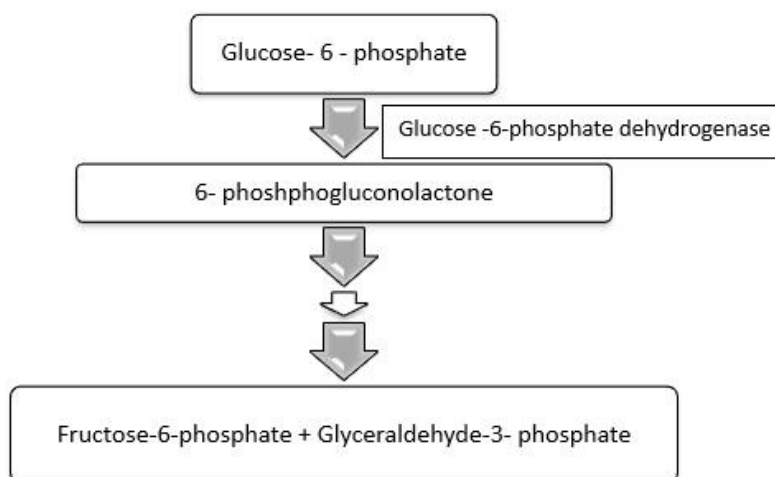 Glucose- 6 - phosphate
Glucose -6-phosphate dehydrogenase
6- phoshphogluconolactone
Fructose-6-phosphate + Glyceraldehyde-3- phosphate